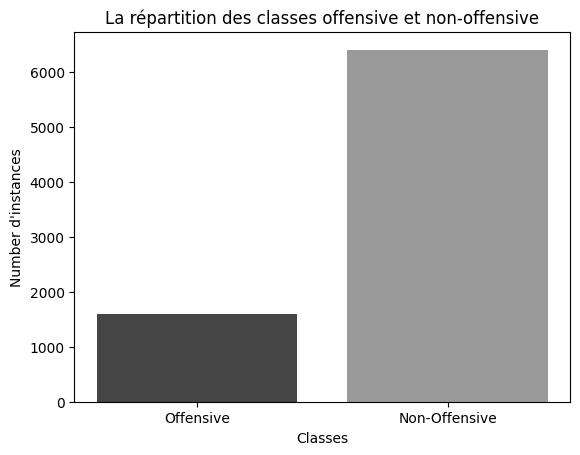 La répartition des classes offensive et non-offensive
Number d'instances
6000
5000
4000
3000
2000
1000
0
Offensive
Non-Offensive
Classes